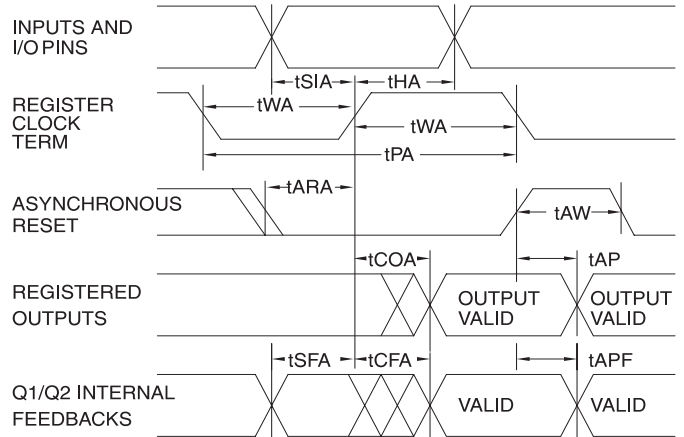 INPUTS AND
I/O PINS
tSIA
tHA
REGISTER
CLOCK
TERM
tWA
tWA
tPA
ASYNCHRONOUS
RESET
tARA
tAW
REGISTERED
OUTPUTS
tCOA
tAP
OUTPUT
VALID
OUTPUT
VALID
Q1/Q2 INTERNAL
FEEDBACKS
tSFA
tCFA
tAPF
VALID
VALID